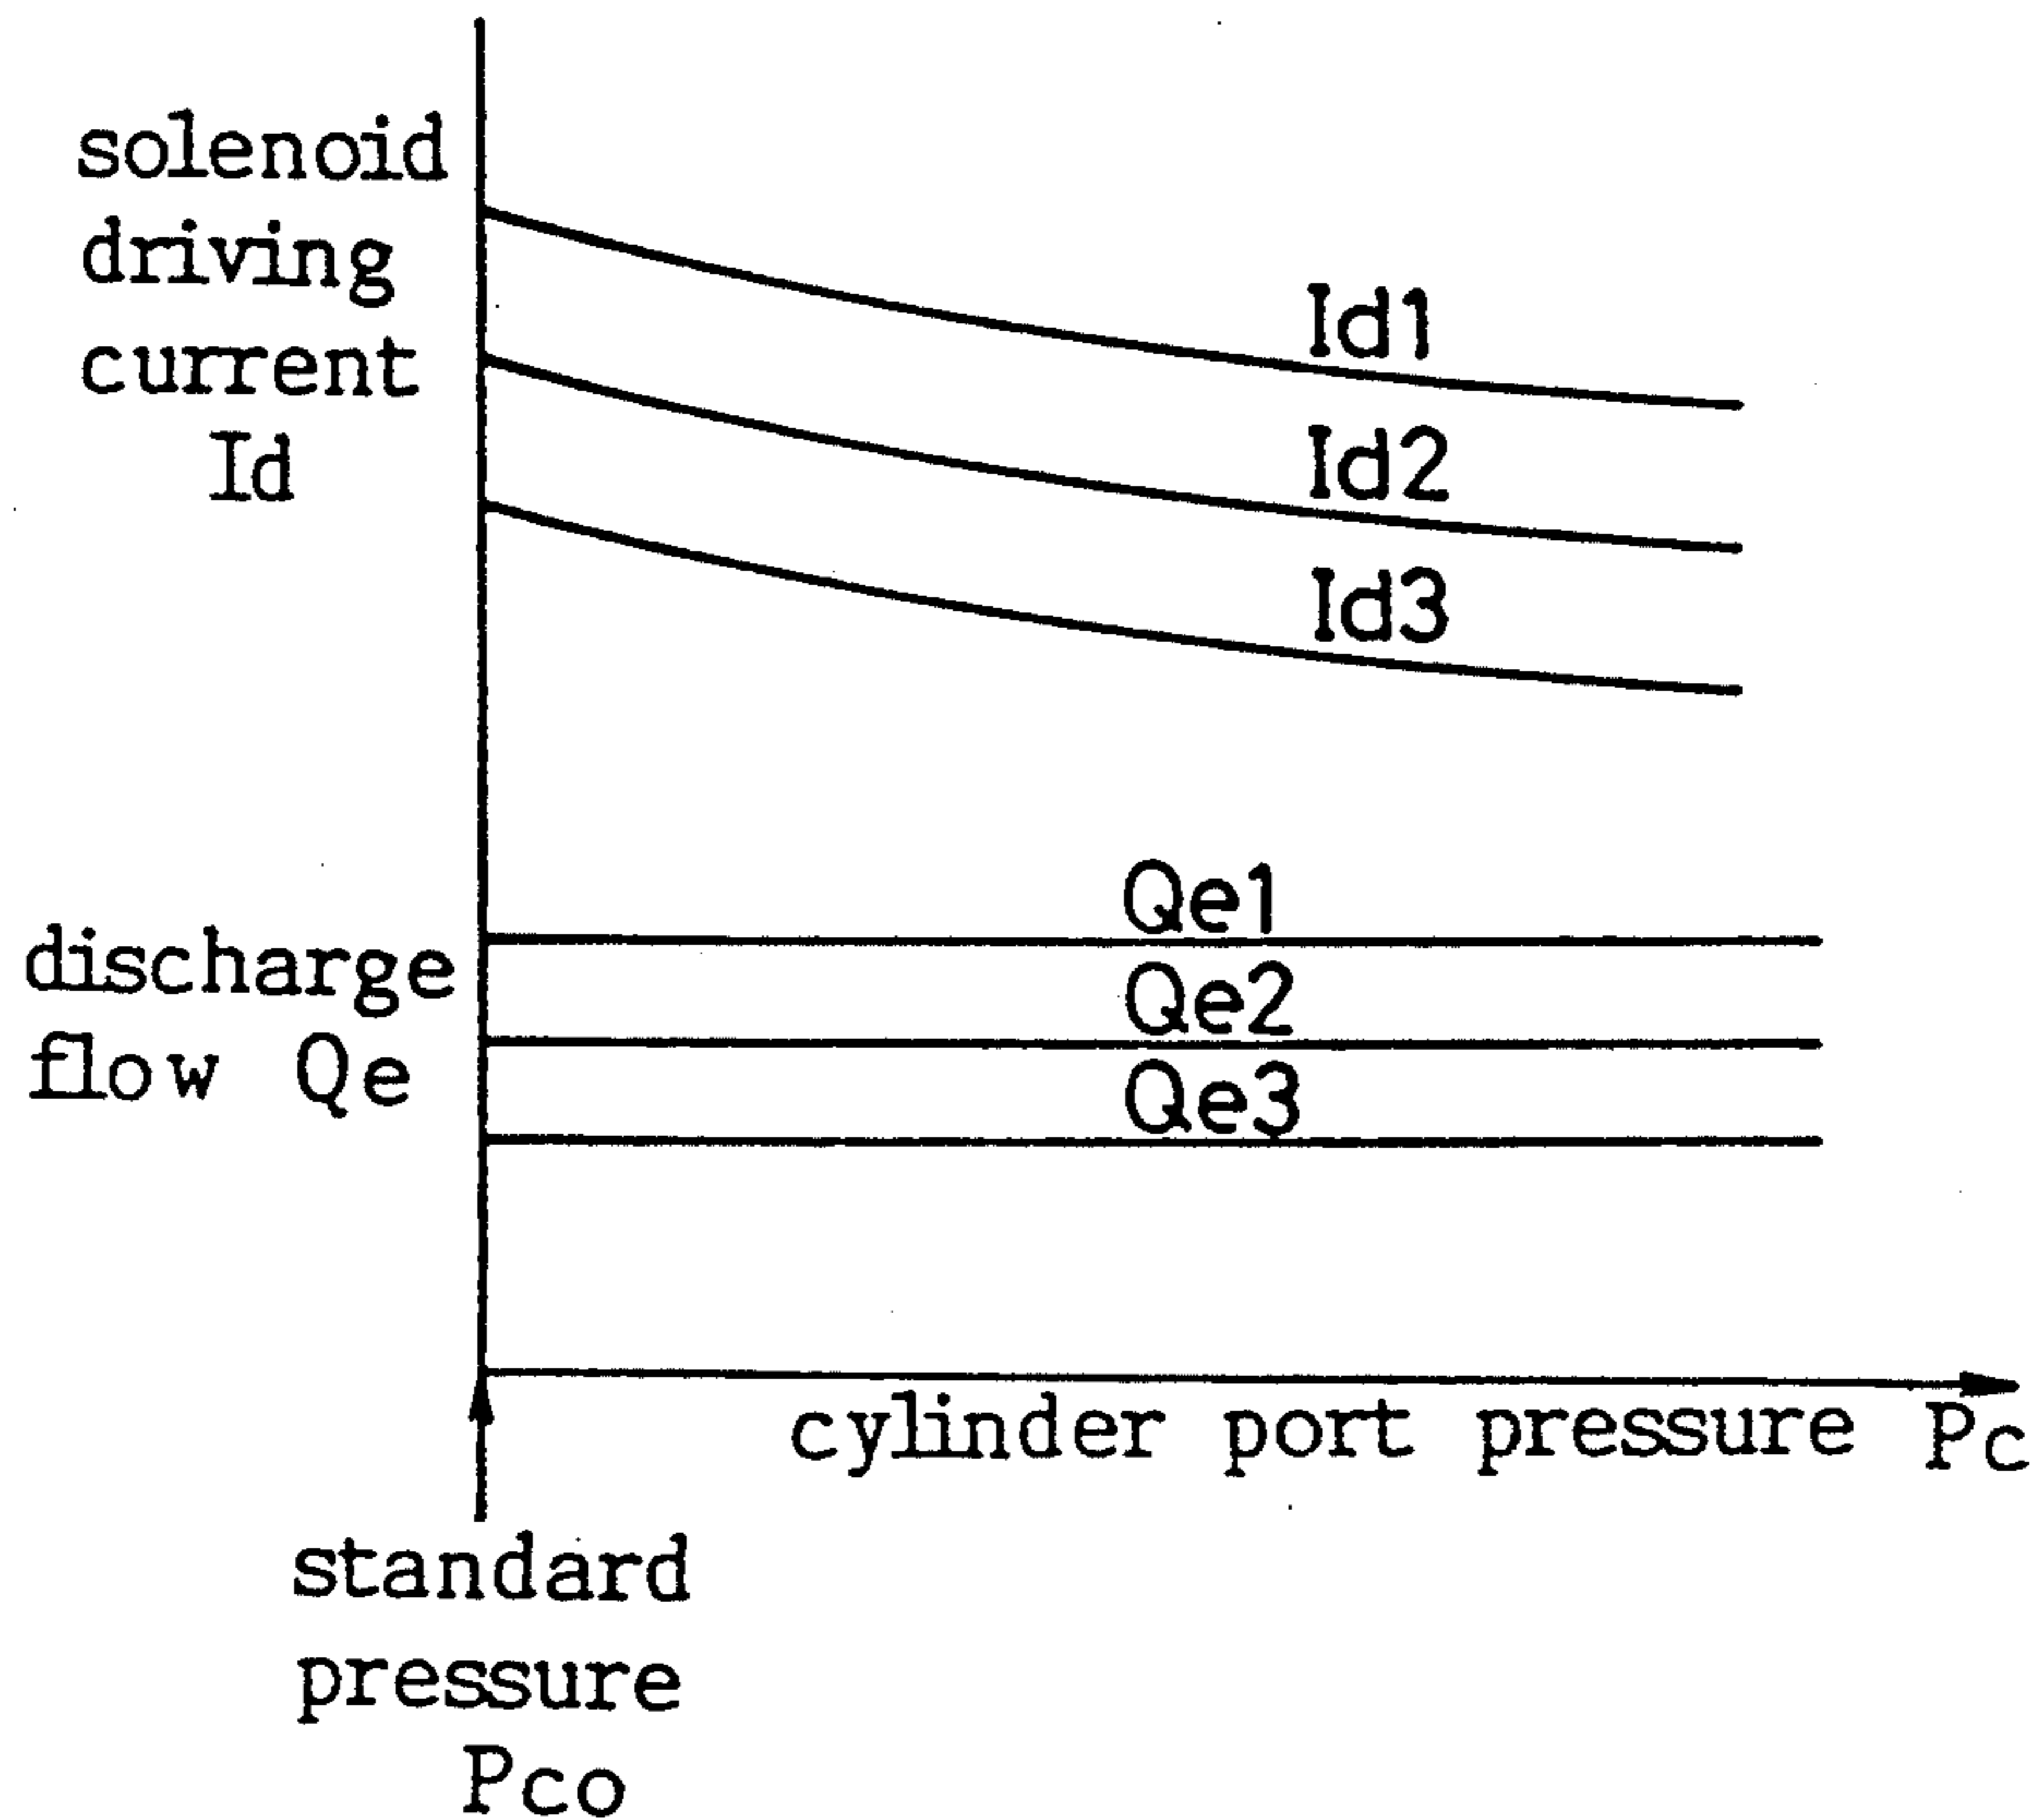 solenoid
driving
current
Id
Id1
Id2
Id3
Qe1
Qe2
Qe3
discharge
flow Qe
cylinder port pressure Pc
standard
pressure
Pco